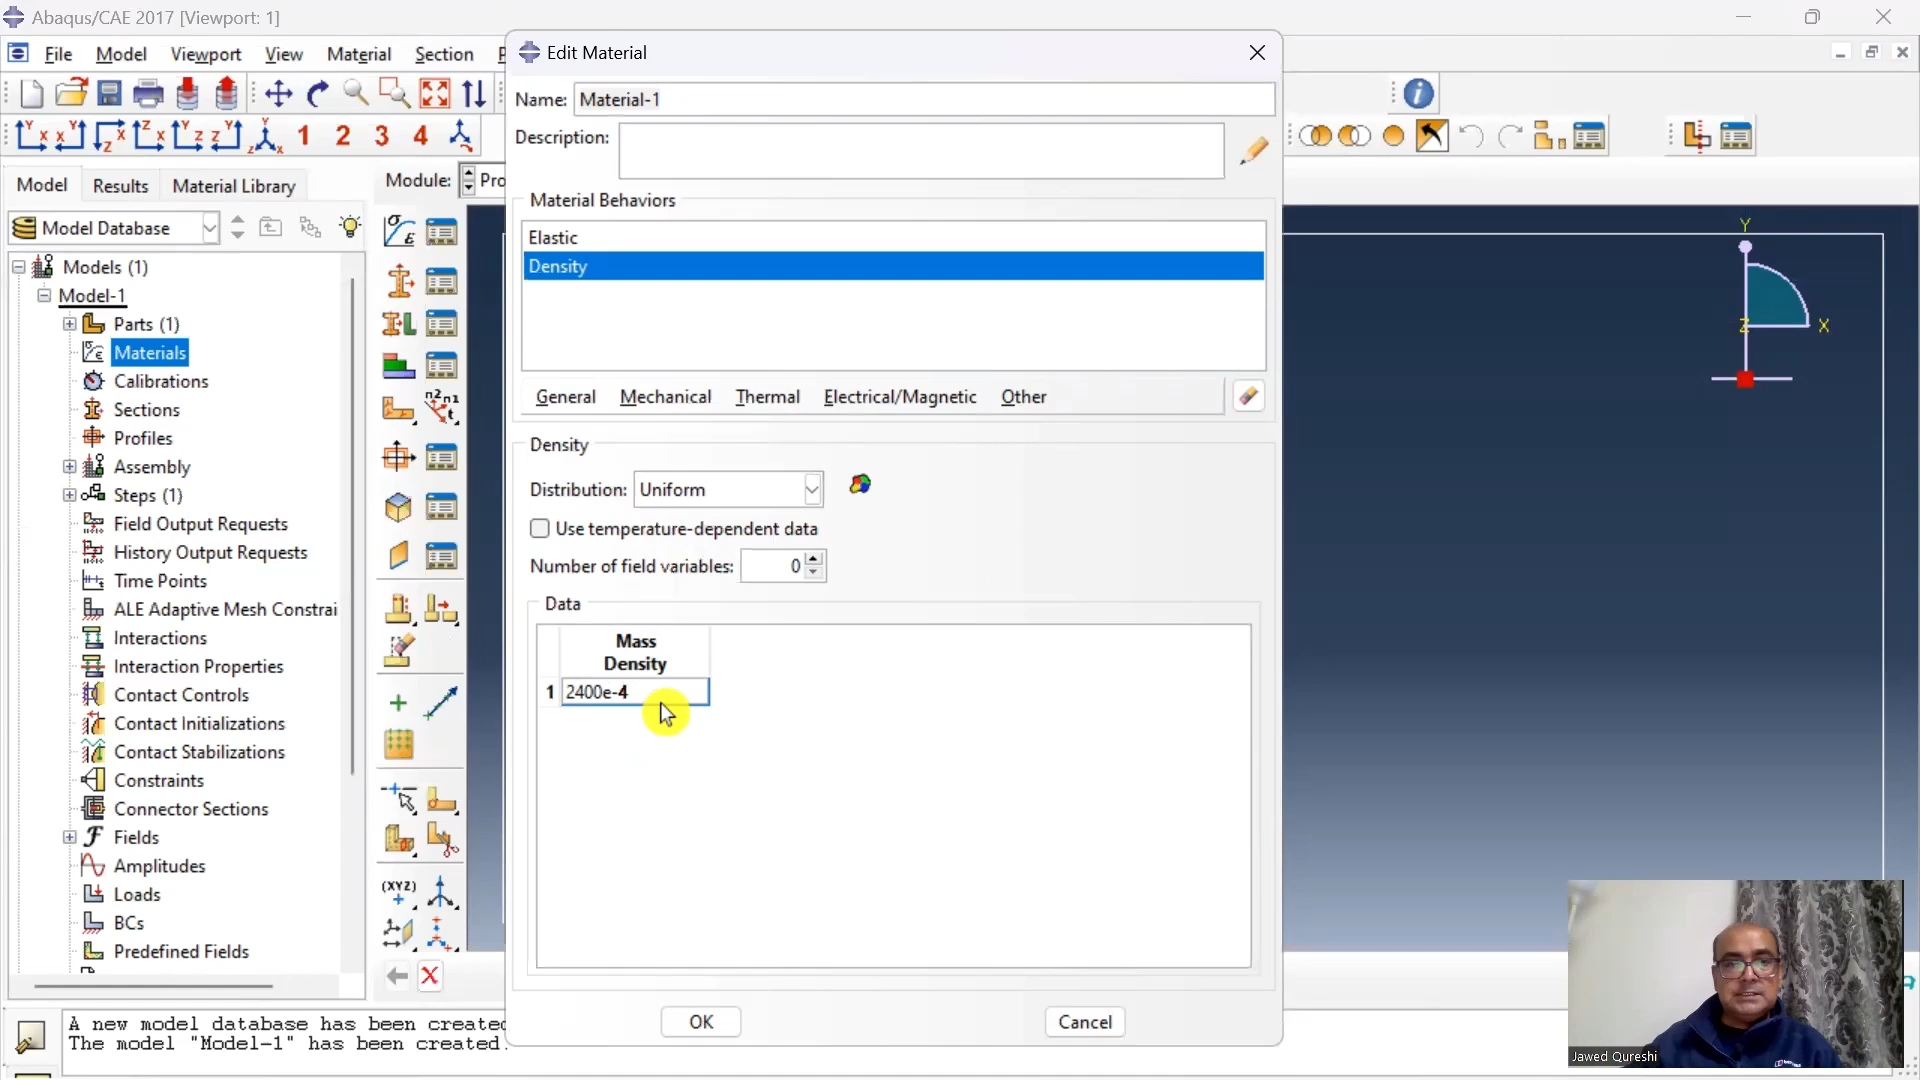 Abaqus/CAE 2017 [Viewport: 1]
File Model Viewport View Material Section
Edit Material
Name: Material-1
Description:
1 2 3 4
Model Results Material Library
Module:
Model Database
Models (1)
Model-1
Parts (1)
Materials
Calibrations
Sections
Profiles
Assembly
Steps (1)
Field Output Requests
History Output Requests
Time Points
ALE Adaptive Mesh Constrai
Interactions
Interaction Properties
Contact Controls
Contact Initializations
Contact Stabilizations
Constraints
Connector Sections
Fields
Amplitudes
Loads
BCs
Predefined Fields
Material Behaviors
Elastic
Density
General Mechanical Thermal Electrical/Magnetic Other
Density
Distribution: Uniform
Use temperature-dependent data
Number of field variables: 0
Data
Mass
Density
1 2400e-4
OK Cancel
Y
Z X
A new model database has been created
The model "Model-1" has been created.
Jawed Qureshi